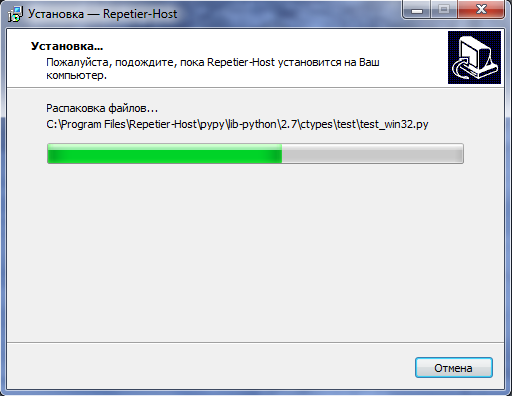 Установка — Repetier-Host
Установка...
Пожалуйста, подождите, пока Repetier-Host установится на Ваш
компьютер.
Распаковка файлов...
C:\Program Files\Repetier-Host\pypy\lib-python\2.7\ctypes\test\test_win32.py
Отмена